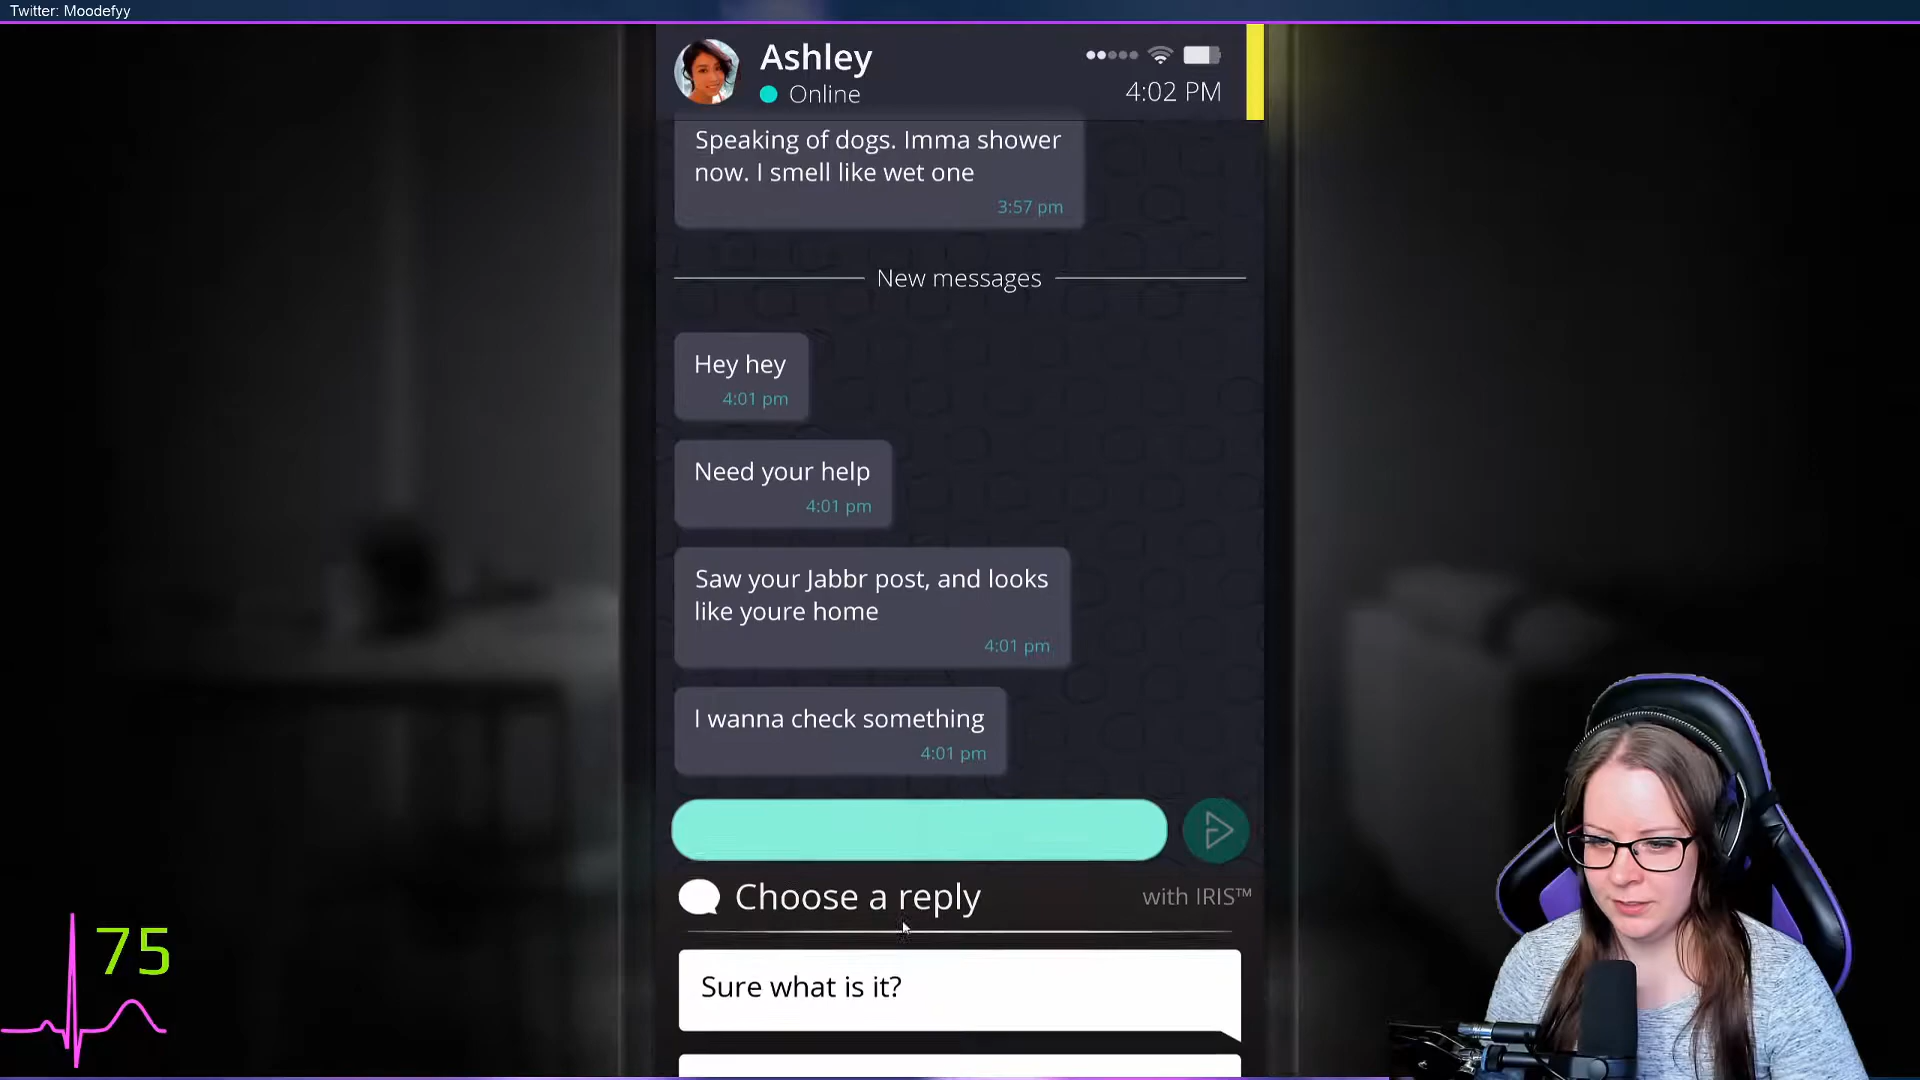 Twitter: Moodefyy
Ashley
Online
4:02 PM
Speaking of dogs. Imma shower
now. I smell like wet one
3:57 pm
New messages
Hey hey
4:01 pm
Need your help
4:01 pm
Saw your Jabbr post, and looks
like youre home
4:01 pm
I wanna check something
4:01 pm
Choose a reply
with IRIS™
Sure what is it?
75